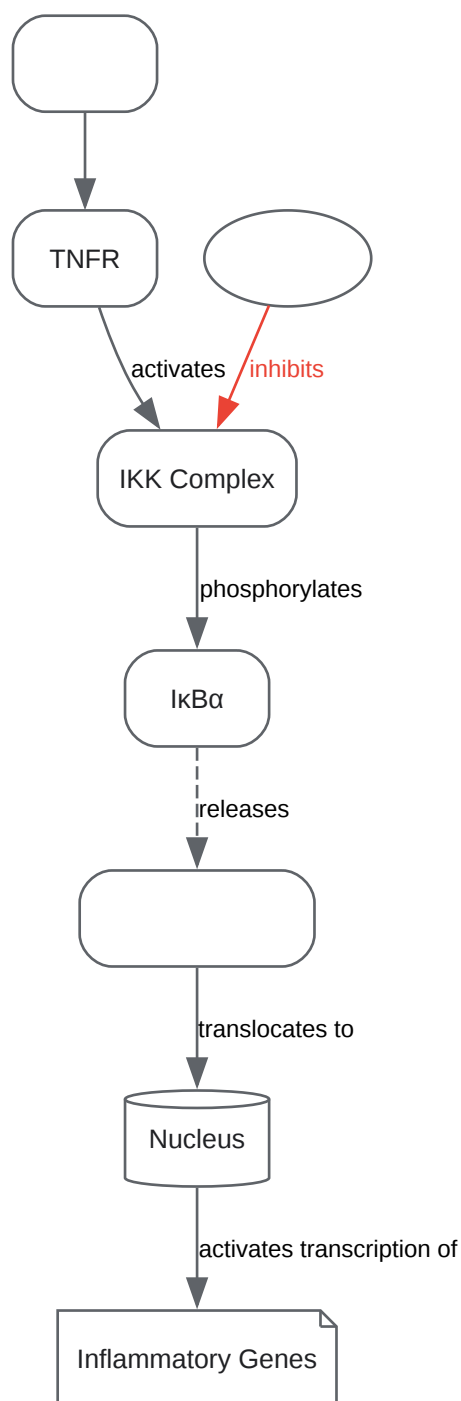 TNFR
activates
inhibits
IKK Complex
phosphorylates
IκBα
releases
translocates to
Nucleus
activates transcription of
Inflammatory Genes